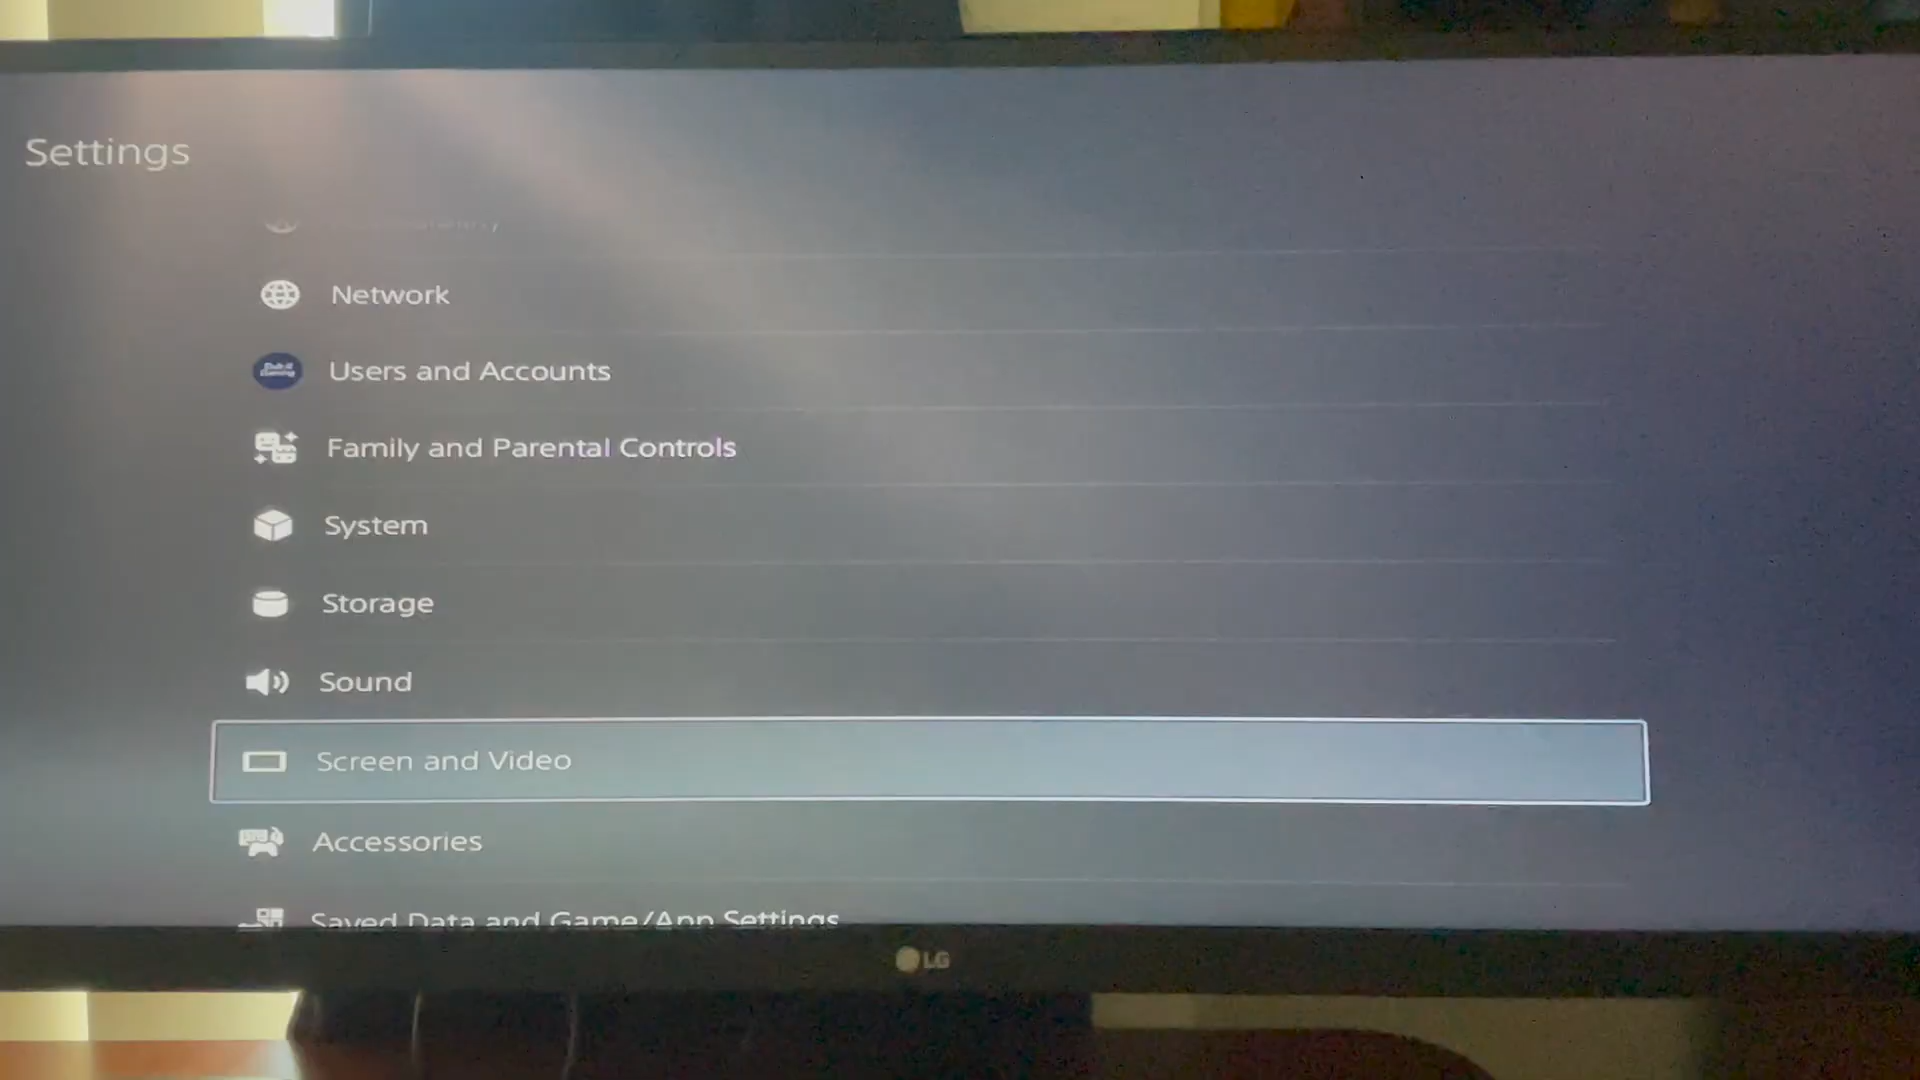 Settings
Network
Users and Accounts
Family and Parental Controls
System
Storage
Sound
Screen and Video
Accessories
Saved Data and Game/App Settings
LG